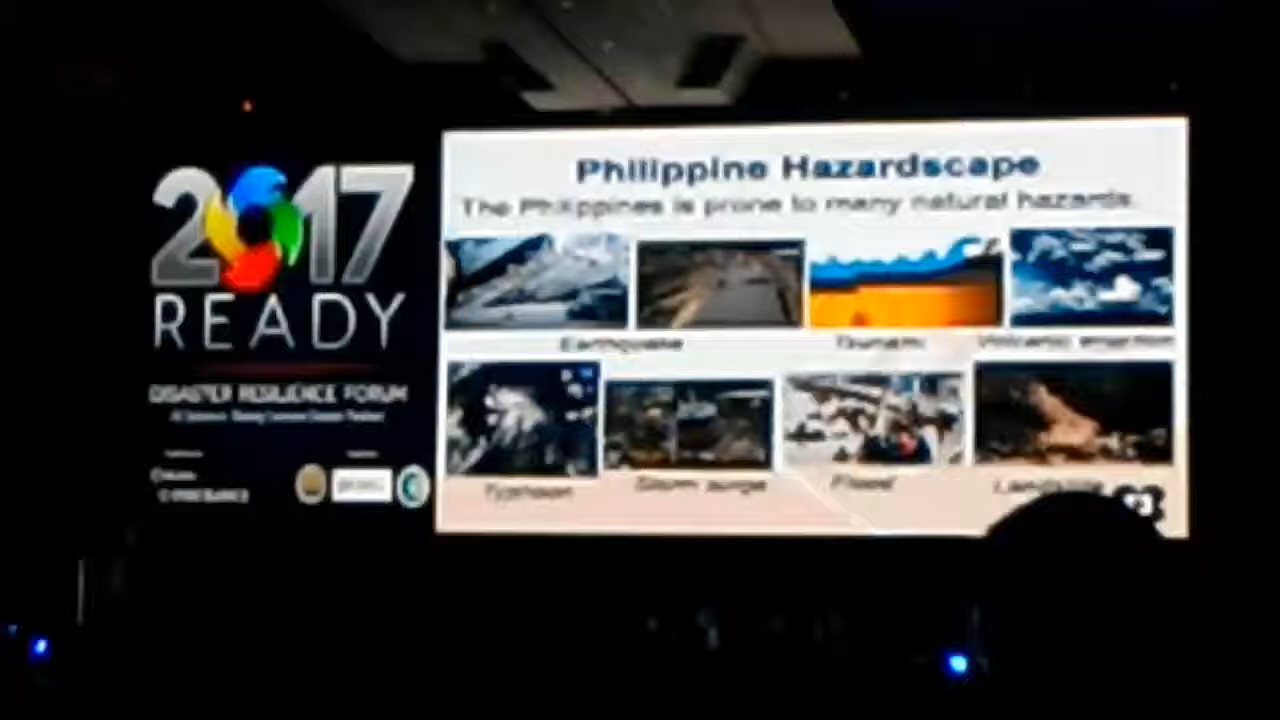 2017
READY
DISASTER RESILIENCE FORUM
Philippine Hazardscape
The Philippines is prone to many natural hazards.
Earthquake
Tsunami
Volcanic eruption
Typhoon
Storm surge
Flood
Landslide